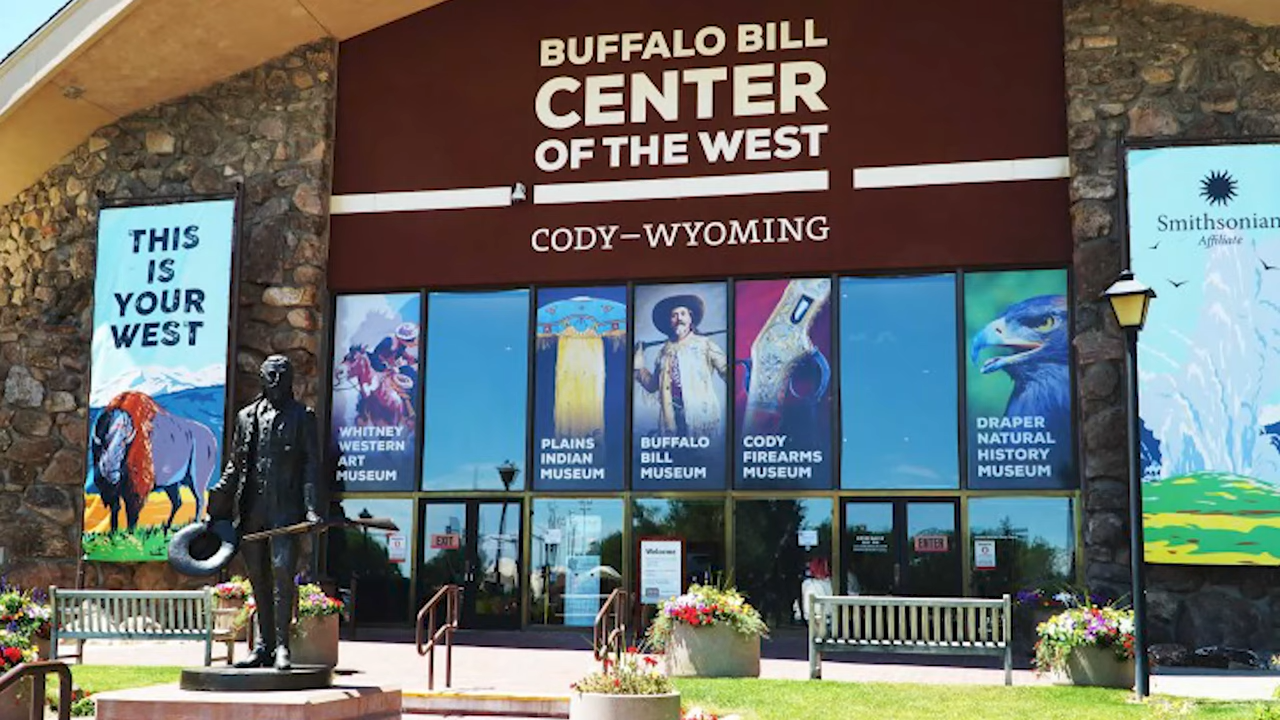 BUFFALO BILL
CENTER
OF THE WEST
CODY–WYOMING
THIS
IS
YOUR
WEST
Smithsonian
Affiliate
WHITNEY
WESTERN
ART
MUSEUM
PLAINS
INDIAN
MUSEUM
BUFFALO
BILL
MUSEUM
CODY
FIREARMS
MUSEUM
DRAPER
NATURAL
HISTORY
MUSEUM
EXIT
Welcome
ENTER